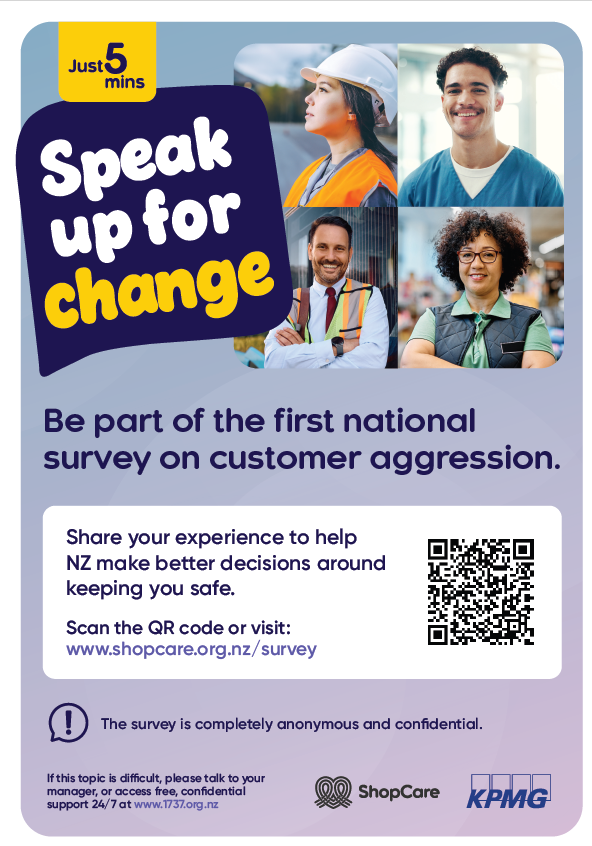 Just 5
mins
Speak
up for
change
Be part of the first national
survey on customer aggression.
Share your experience to help
NZ make better decisions around
keeping you safe.
Scan the QR code or visit:
www.shopcare.org.nz/survey
The survey is completely anonymous and confidential.
If this topic is difficult, please talk to your
manager, or access free, confidential
support 24/7 at www.1737.org.nz
ShopCare
KPMG